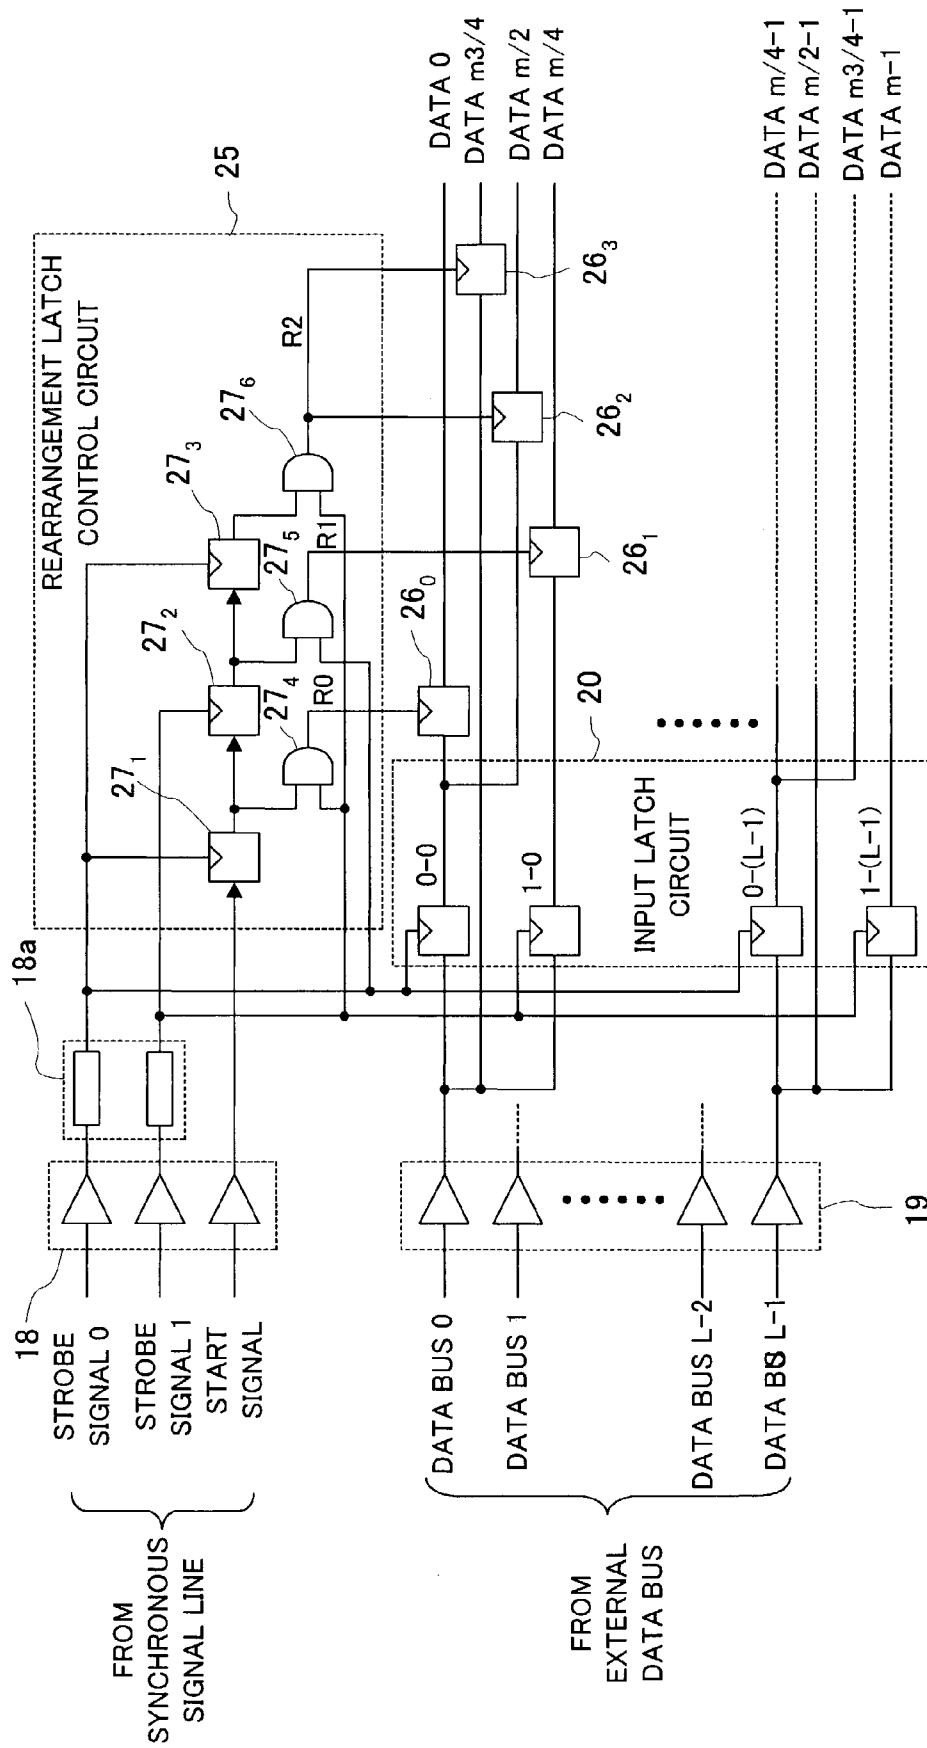 FROM
SYNCHRONOUS
SIGNAL LINE
STROBE
SIGNAL 0
STROBE
SIGNAL 1
START
SIGNAL
18
18a
REARRANGEMENT LATCH
CONTROL CIRCUIT
25
27₁
27₂
27₃
27₄
27₅
27₆
R0
R1
R2
FROM
EXTERNAL
DATA BUS
DATA BUS 0
DATA BUS 1
DATA BUS L-2
DATA BUS L-1
19
0-0
1-0
INPUT LATCH
CIRCUIT
0-(L-1)
1-(L-1)
20
26₀
26₁
26₂
26₃
DATA 0
DATA m3/4
DATA m/2
DATA m/4
DATA m/4-1
DATA m/2-1
DATA m3/4-1
DATA m-1